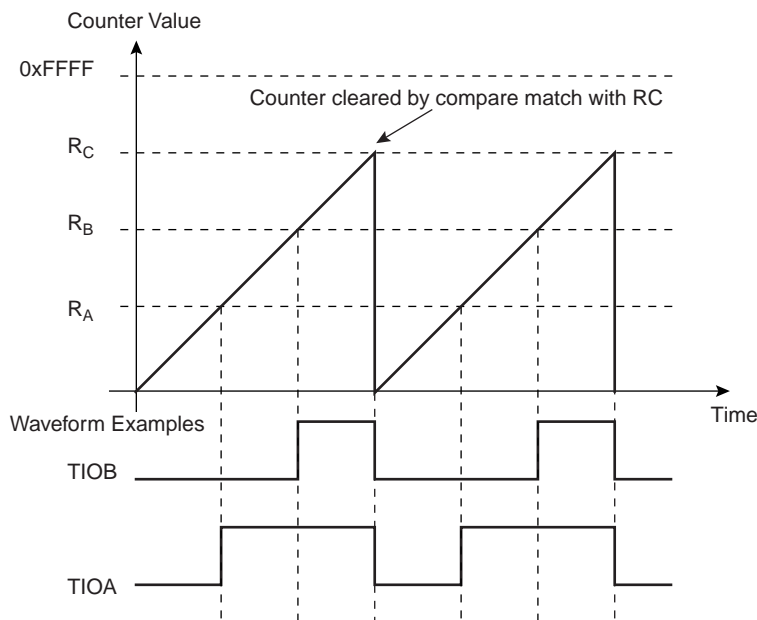 Counter Value
0xFFFF
Counter cleared by compare match with RC
RC
RB
RA
Time
Waveform Examples
TIOB
TIOA